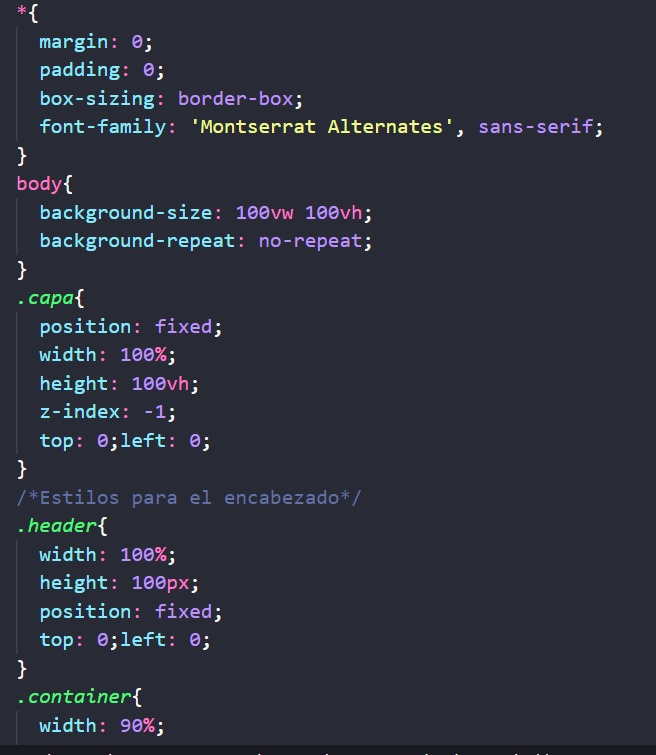 *{
margin: 0;
padding: 0;
box-sizing: border-box;
font-family: 'Montserrat Alternates', sans-serif;
}
body{
background-size: 100vw 100vh;
background-repeat: no-repeat;
}
.capa{
position: fixed;
width: 100%;
height: 100vh;
z-index: -1;
top: 0;left: 0;
}
/*Estilos para el encabezado*/
.header{
width: 100%;
height: 100px;
position: fixed;
top: 0;left: 0;
}
.container{
width: 90%;